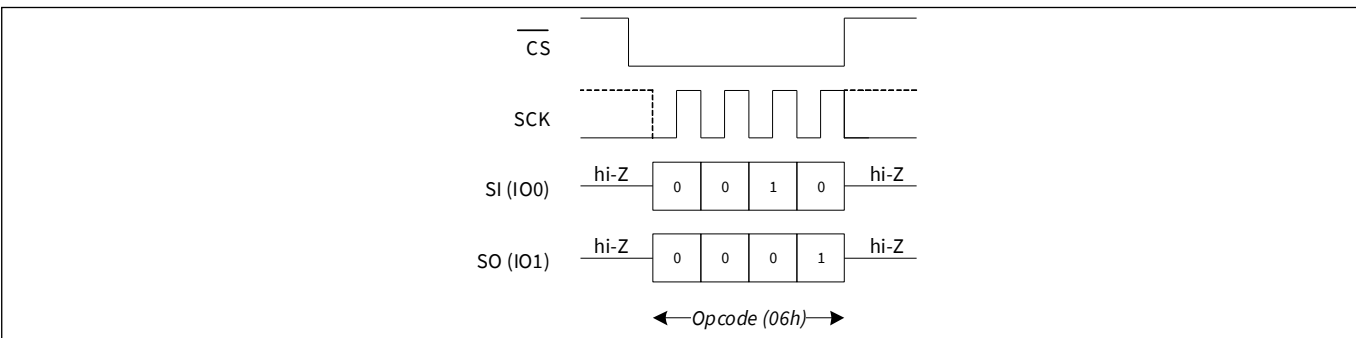 CS
SCK
hi-Z hi-Z
SI (IO0) 0 0 1 0
hi-Z hi-Z
SO (IO1) 0 0 0 1
Opcode (06h)